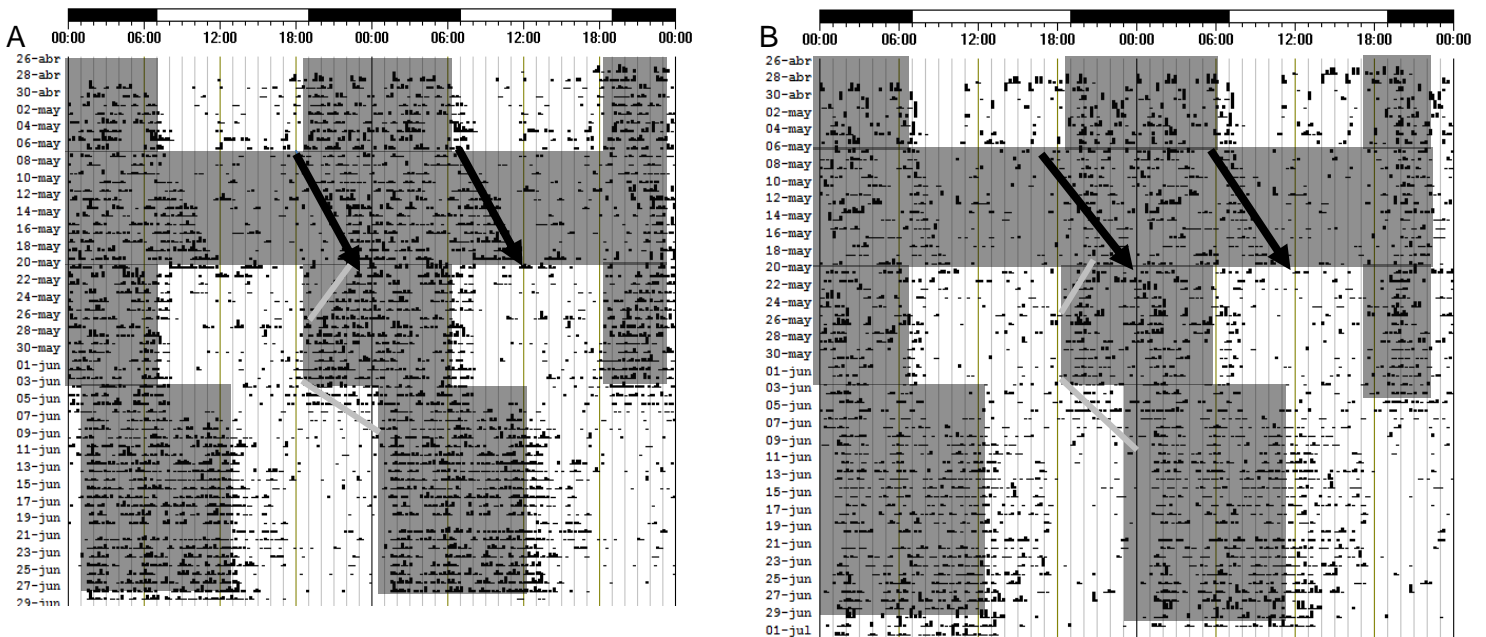 A
00:00 06:00 12:00 18:00 00:00 06:00 12:00 18:00 00:00
26-abr
28-abr
30-abr
02-may
04-may
06-may
08-may
10-may
12-may
14-may
16-may
18-may
20-may
22-may
24-may
26-may
28-may
30-may
01-jun
03-jun
05-jun
07-jun
09-jun
11-jun
13-jun
15-jun
17-jun
19-jun
21-jun
23-jun
25-jun
27-jun
29-jun
B
00:00 06:00 12:00 18:00 00:00 06:00 12:00 18:00 00:00
26-abr
28-abr
30-abr
02-may
04-may
06-may
08-may
10-may
12-may
14-may
16-may
18-may
20-may
22-may
24-may
26-may
28-may
30-may
01-jun
03-jun
05-jun
07-jun
09-jun
11-jun
13-jun
15-jun
17-jun
19-jun
21-jun
23-jun
25-jun
27-jun
29-jun
01-jul